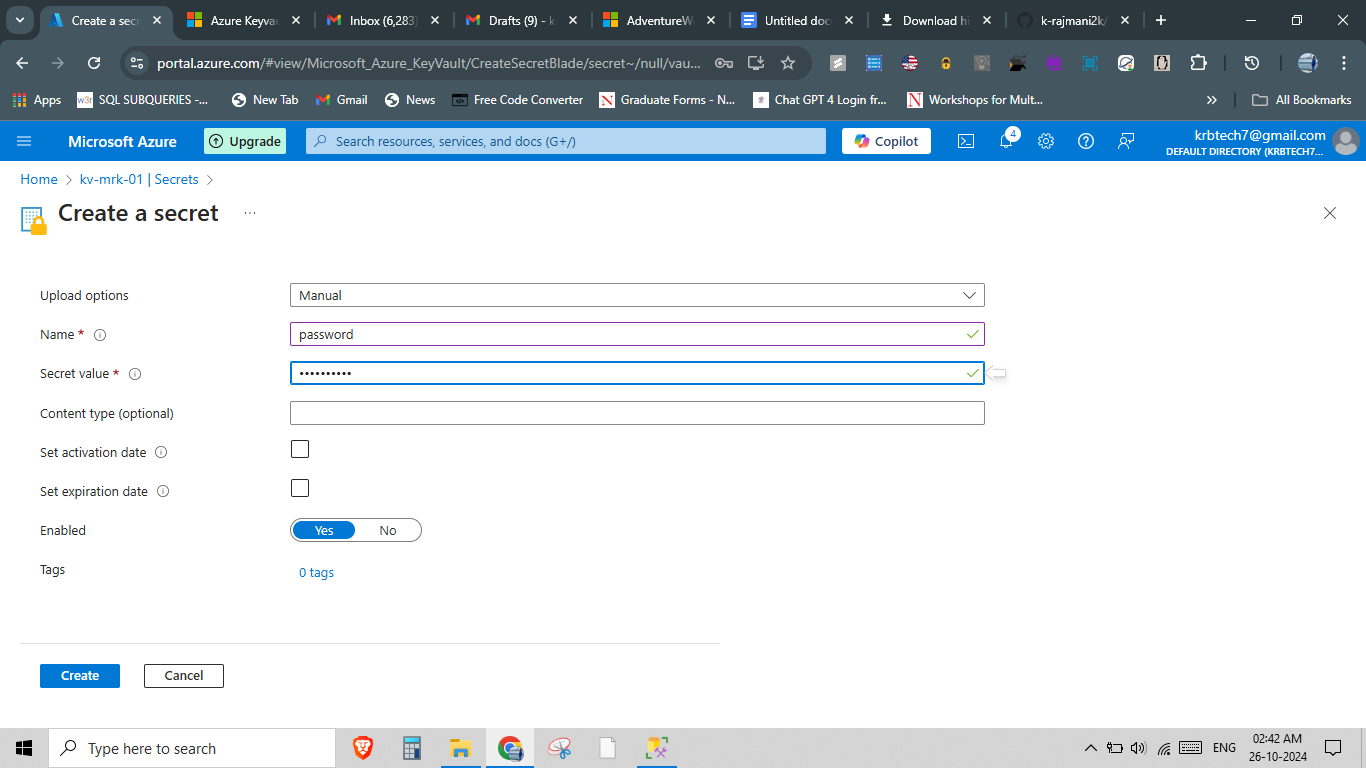 Create a secr
Azure Keyvau
Inbox (6,283)
Drafts (9) - k
AdventureW
Untitled doc
Download hi
k-rajmani2k/
portal.azure.com/#view/Microsoft_Azure_KeyVault/CreateSecretBlade/secret~/null/vau...
Apps
w3r
SQL SUBQUERIES -...
New Tab
Gmail
News
Free Code Converter
N
Graduate Forms - N...
Chat GPT 4 Login fr...
N
Workshops for Mult...
»
All Bookmarks
Microsoft Azure
Upgrade
Search resources, services, and docs (G+/)
Copilot
4
krbtech7@gmail.com
DEFAULT DIRECTORY (KRBTECH7...
Home > kv-mrk-01 | Secrets >
Create a secret ...
Upload options
Manual
Name *
password
Secret value *
••••••••••
Content type (optional)
Set activation date
Set expiration date
Enabled
Yes No
Tags
0 tags
Create
Cancel
Type here to search
ENG
02:42 AM
26-10-2024